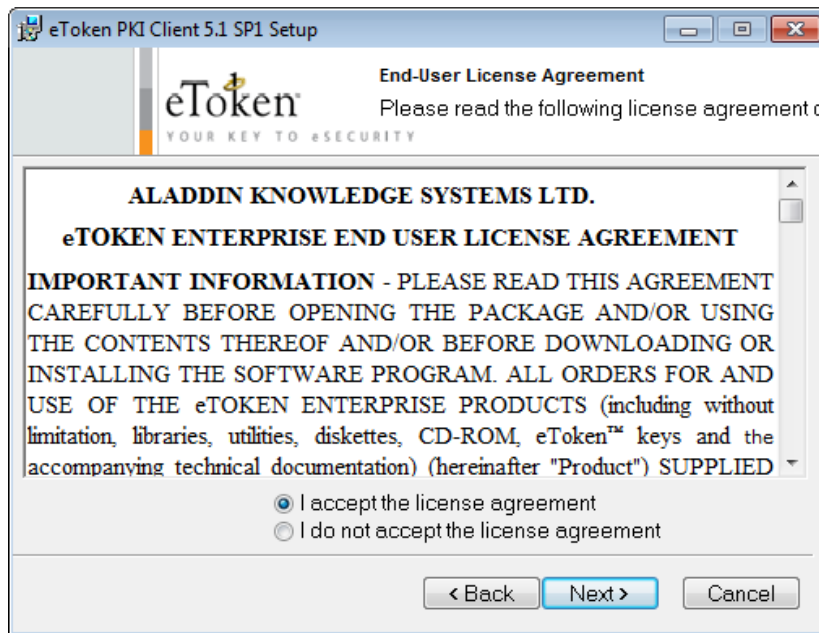 eToken PKI Client 5.1 SP1 Setup
eToken™
YOUR KEY TO eSECURITY
End-User License Agreement
Please read the following license agreement c
ALADDIN KNOWLEDGE SYSTEMS LTD.
eTOKEN ENTERPRISE END USER LICENSE AGREEMENT
IMPORTANT INFORMATION - PLEASE READ THIS AGREEMENT
CAREFULLY BEFORE OPENING THE PACKAGE AND/OR USING
THE CONTENTS THEREOF AND/OR BEFORE DOWNLOADING OR
INSTALLING THE SOFTWARE PROGRAM. ALL ORDERS FOR AND
USE OF THE eTOKEN ENTERPRISE PRODUCTS (including without
limitation, libraries, utilities, diskettes, CD-ROM, eToken™ keys and the
accompanying technical documentation) (hereinafter "Product") SUPPLIED
I accept the license agreement
I do not accept the license agreement
< Back
Next >
Cancel